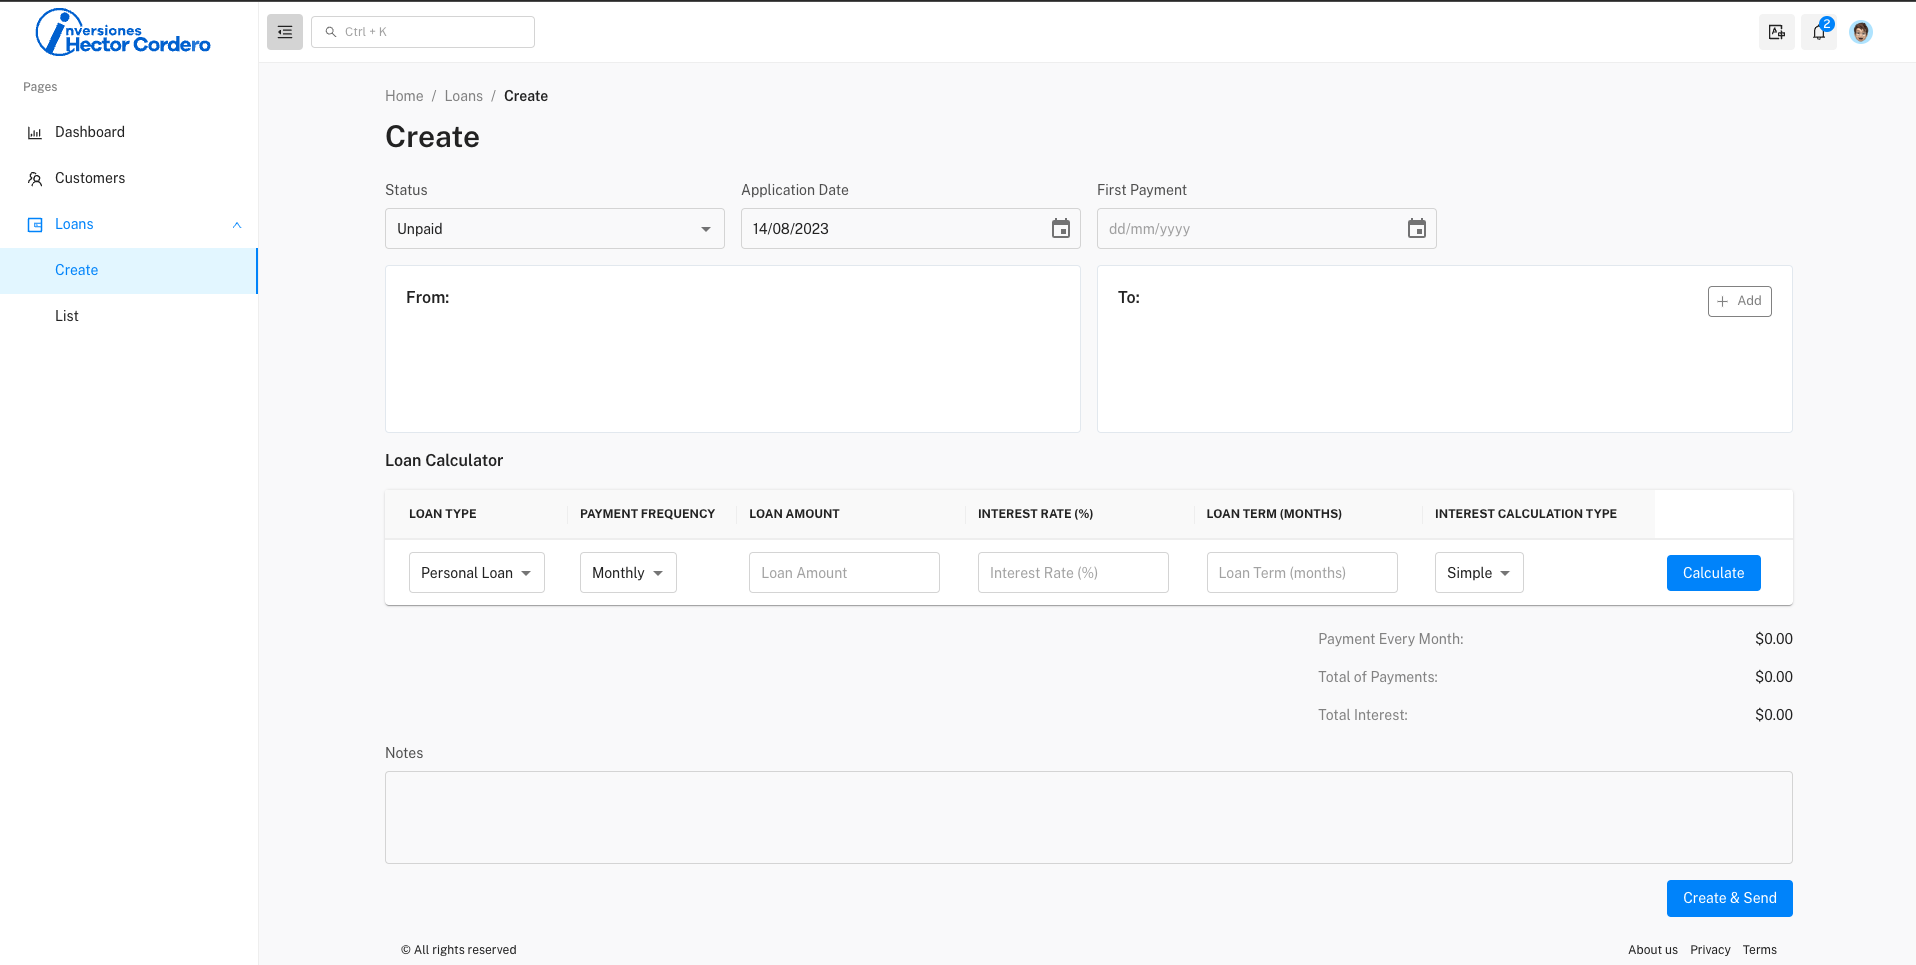 inversiones
Hector Cordero
Ctrl + K
2
Pages
Dashboard
Customers
Loans
Create
List
Home / Loans / Create
Create
Status
Application Date
First Payment
Unpaid
14/08/2023
dd/mm/yyyy
From:
To:
+ Add
Loan Calculator
LOAN TYPE
PAYMENT FREQUENCY
LOAN AMOUNT
INTEREST RATE (%)
LOAN TERM (MONTHS)
INTEREST CALCULATION TYPE
Personal Loan
Monthly
Loan Amount
Interest Rate (%)
Loan Term (months)
Simple
Calculate
Payment Every Month: $0.00
Total of Payments: $0.00
Total Interest: $0.00
Notes
Create & Send
© All rights reserved
About us Privacy Terms